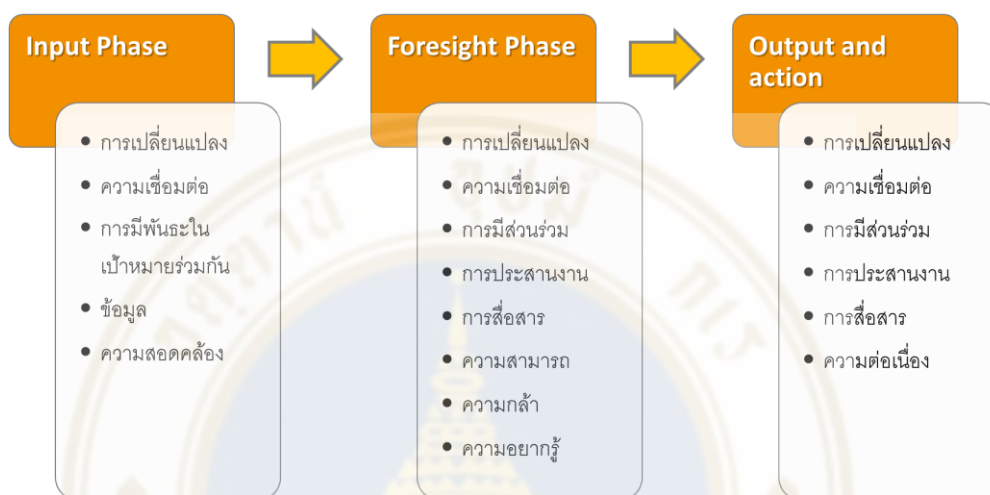 Input Phase
การเปลี่ยนแปลง
ความเชื่อมต่อ
การมีพันธะใน
เป้าหมายร่วมกัน
ข้อมูล
ความสอดคล้อง
Foresight Phase
การเปลี่ยนแปลง
ความเชื่อมต่อ
การมีส่วนร่วม
การประสานงาน
การสื่อสาร
ความสามารถ
ความกล้า
ความอยากรู้
Output and
action
การเปลี่ยนแปลง
ความเชื่อมต่อ
การมีส่วนร่วม
การประสานงาน
การสื่อสาร
ความต่อเนื่อง